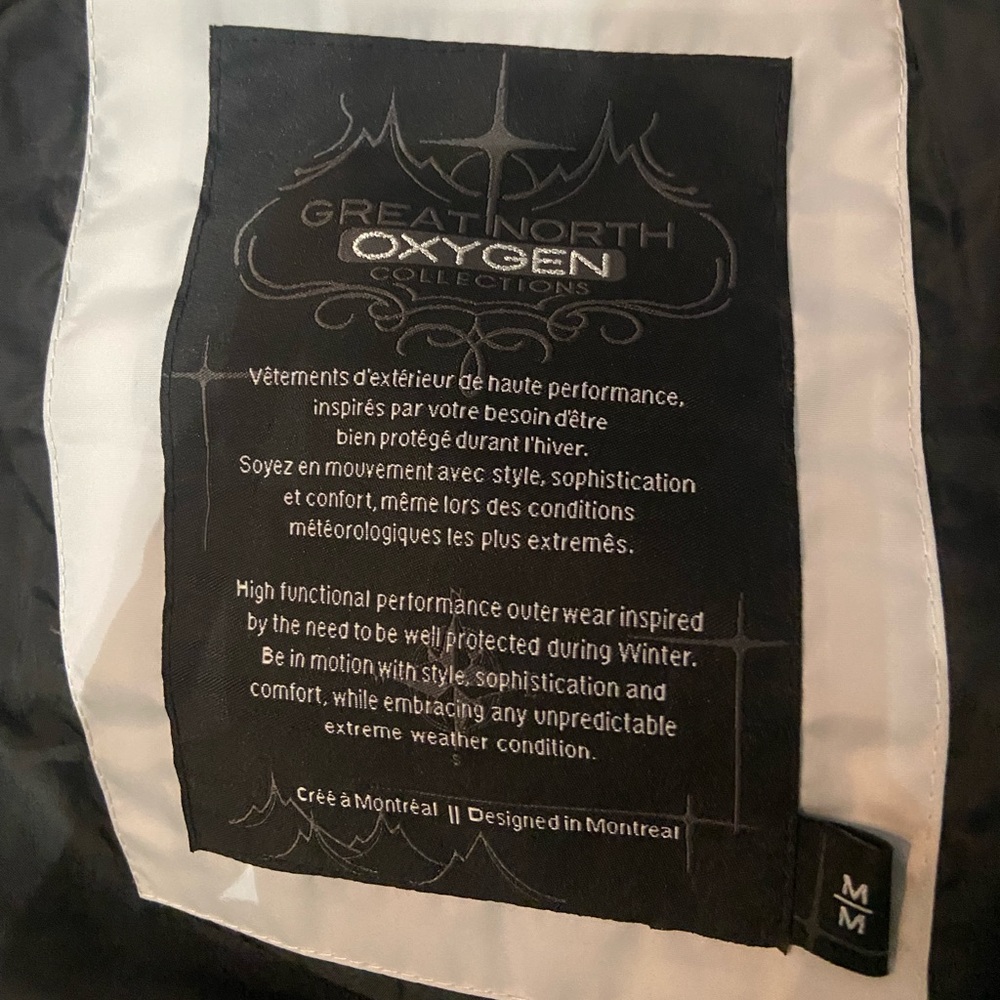 GREAT NORTH
OXYGEN
COLLECTIONS
Vêtements d'extérieur de haute performance,
inspirés par votre besoin d'être
bien protégé durant l'hiver.
Soyez en mouvement avec style, sophistication
et confort, même lors des conditions
météorologiques les plus extremês.
High functional performance outerwear inspired
by the need to be well protected during Winter.
Be in motion with style, sophistication and
comfort, while embracing any unpredictable
extreme weather condition.
S
Créé à Montréal || Designed in Montreal
M
M